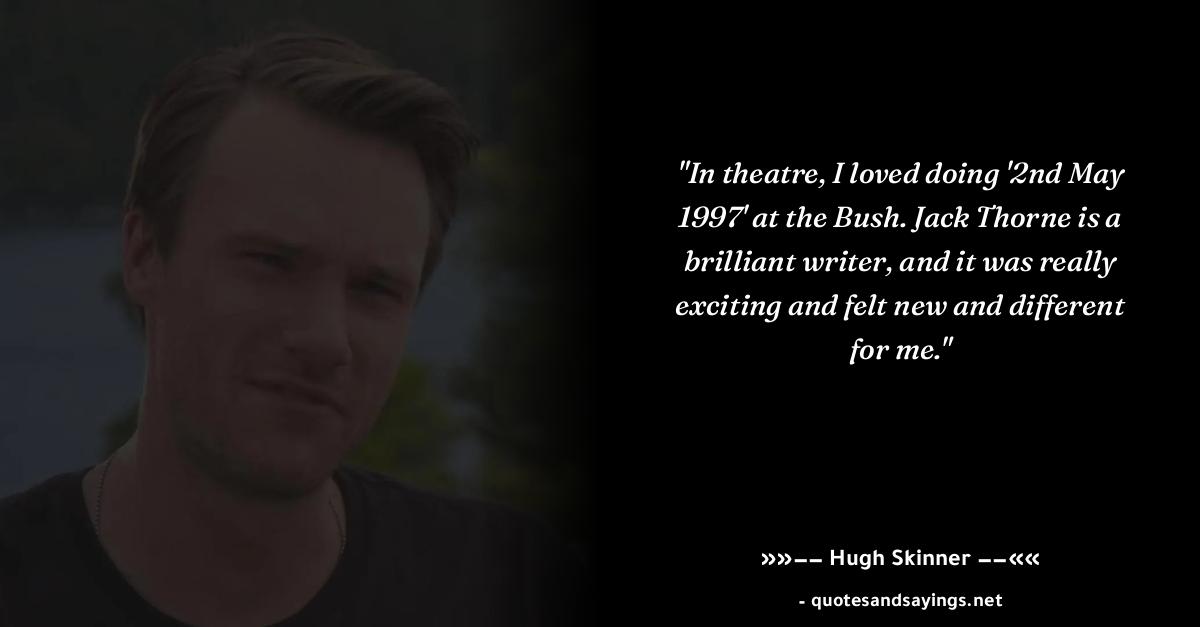 "In theatre, I loved doing '2nd May
1997' at the Bush. Jack Thorne is a
brilliant writer, and it was really
exciting and felt new and different
for me."
»»—— Hugh Skinner ——««
- quotesandsayings.net